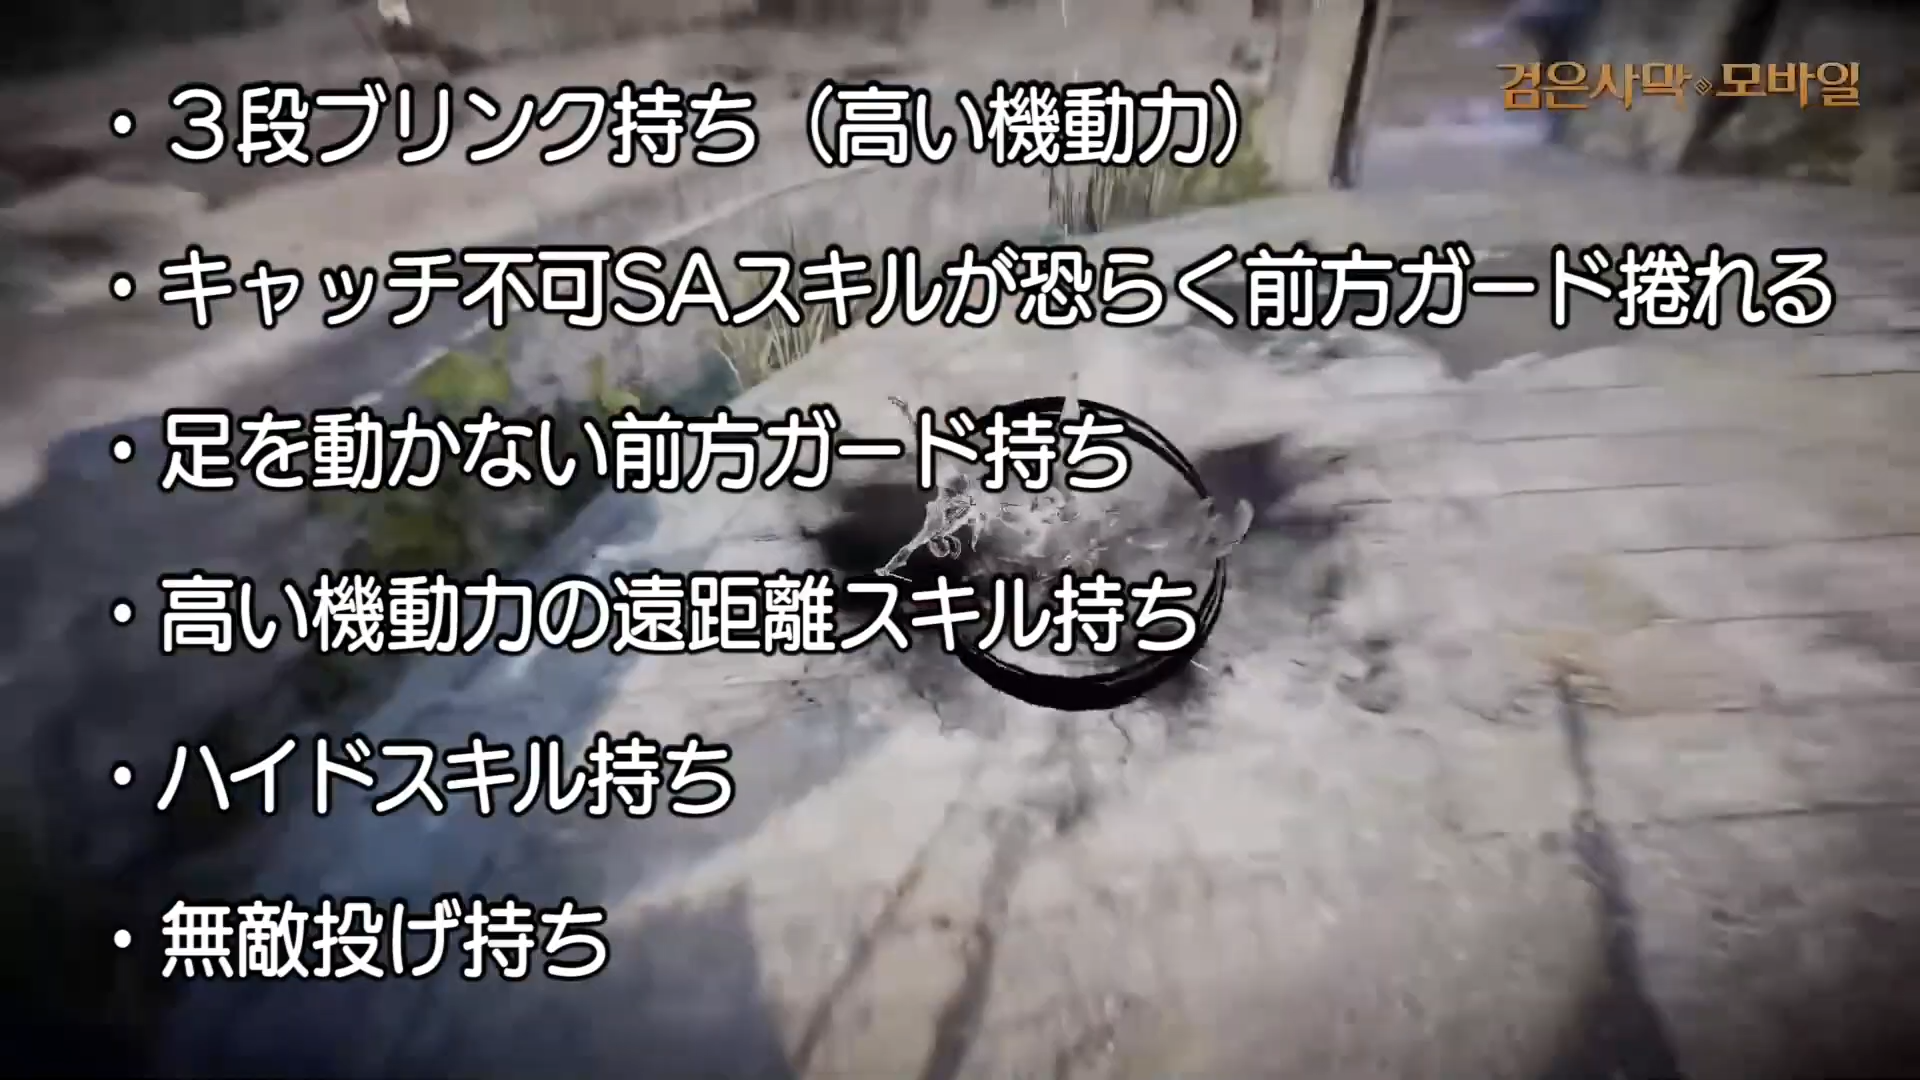 ・３段ブリンク持ち（高い機動力）
검은사막 모바일
・キャッチ不可SAスキルが恐らく前方ガード捲れる
・足を動かない前方ガード持ち
・高い機動力の遠距離スキル持ち
・ハイドスキル持ち
・無敵投げ持ち